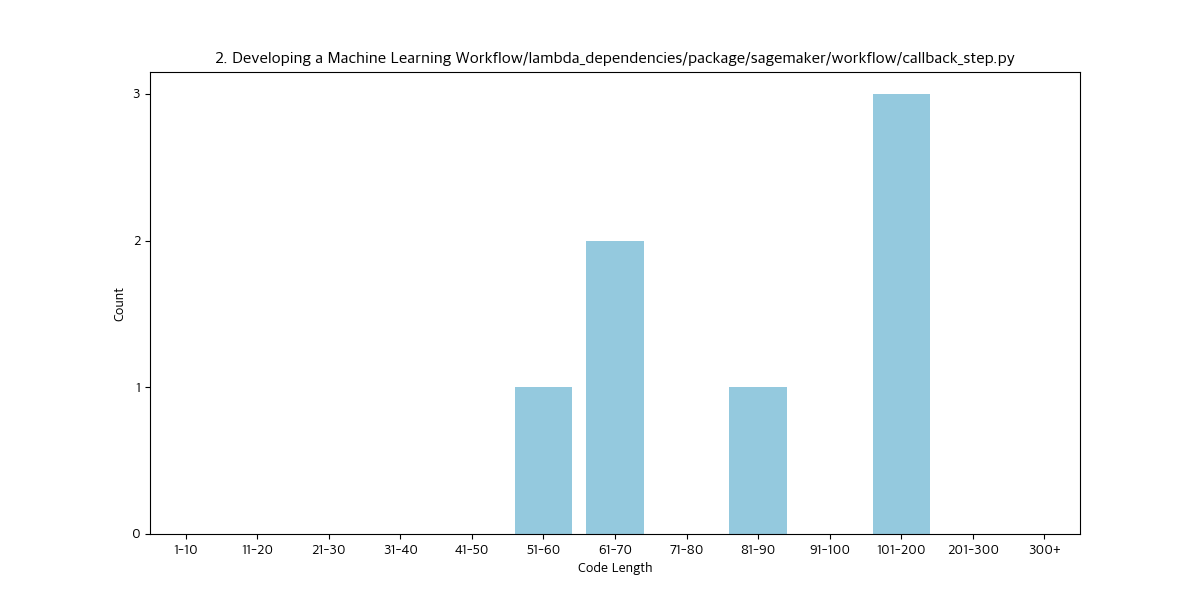 2. Developing a Machine Learning Workflow/lambda_dependencies/package/sagemaker/workflow/callback_step.py
3
2
1
0
Count
1-10 11-20 21-30 31-40 41-50 51-60 61-70 71-80 81-90 91-100 101-200 201-300 300+
Code Length